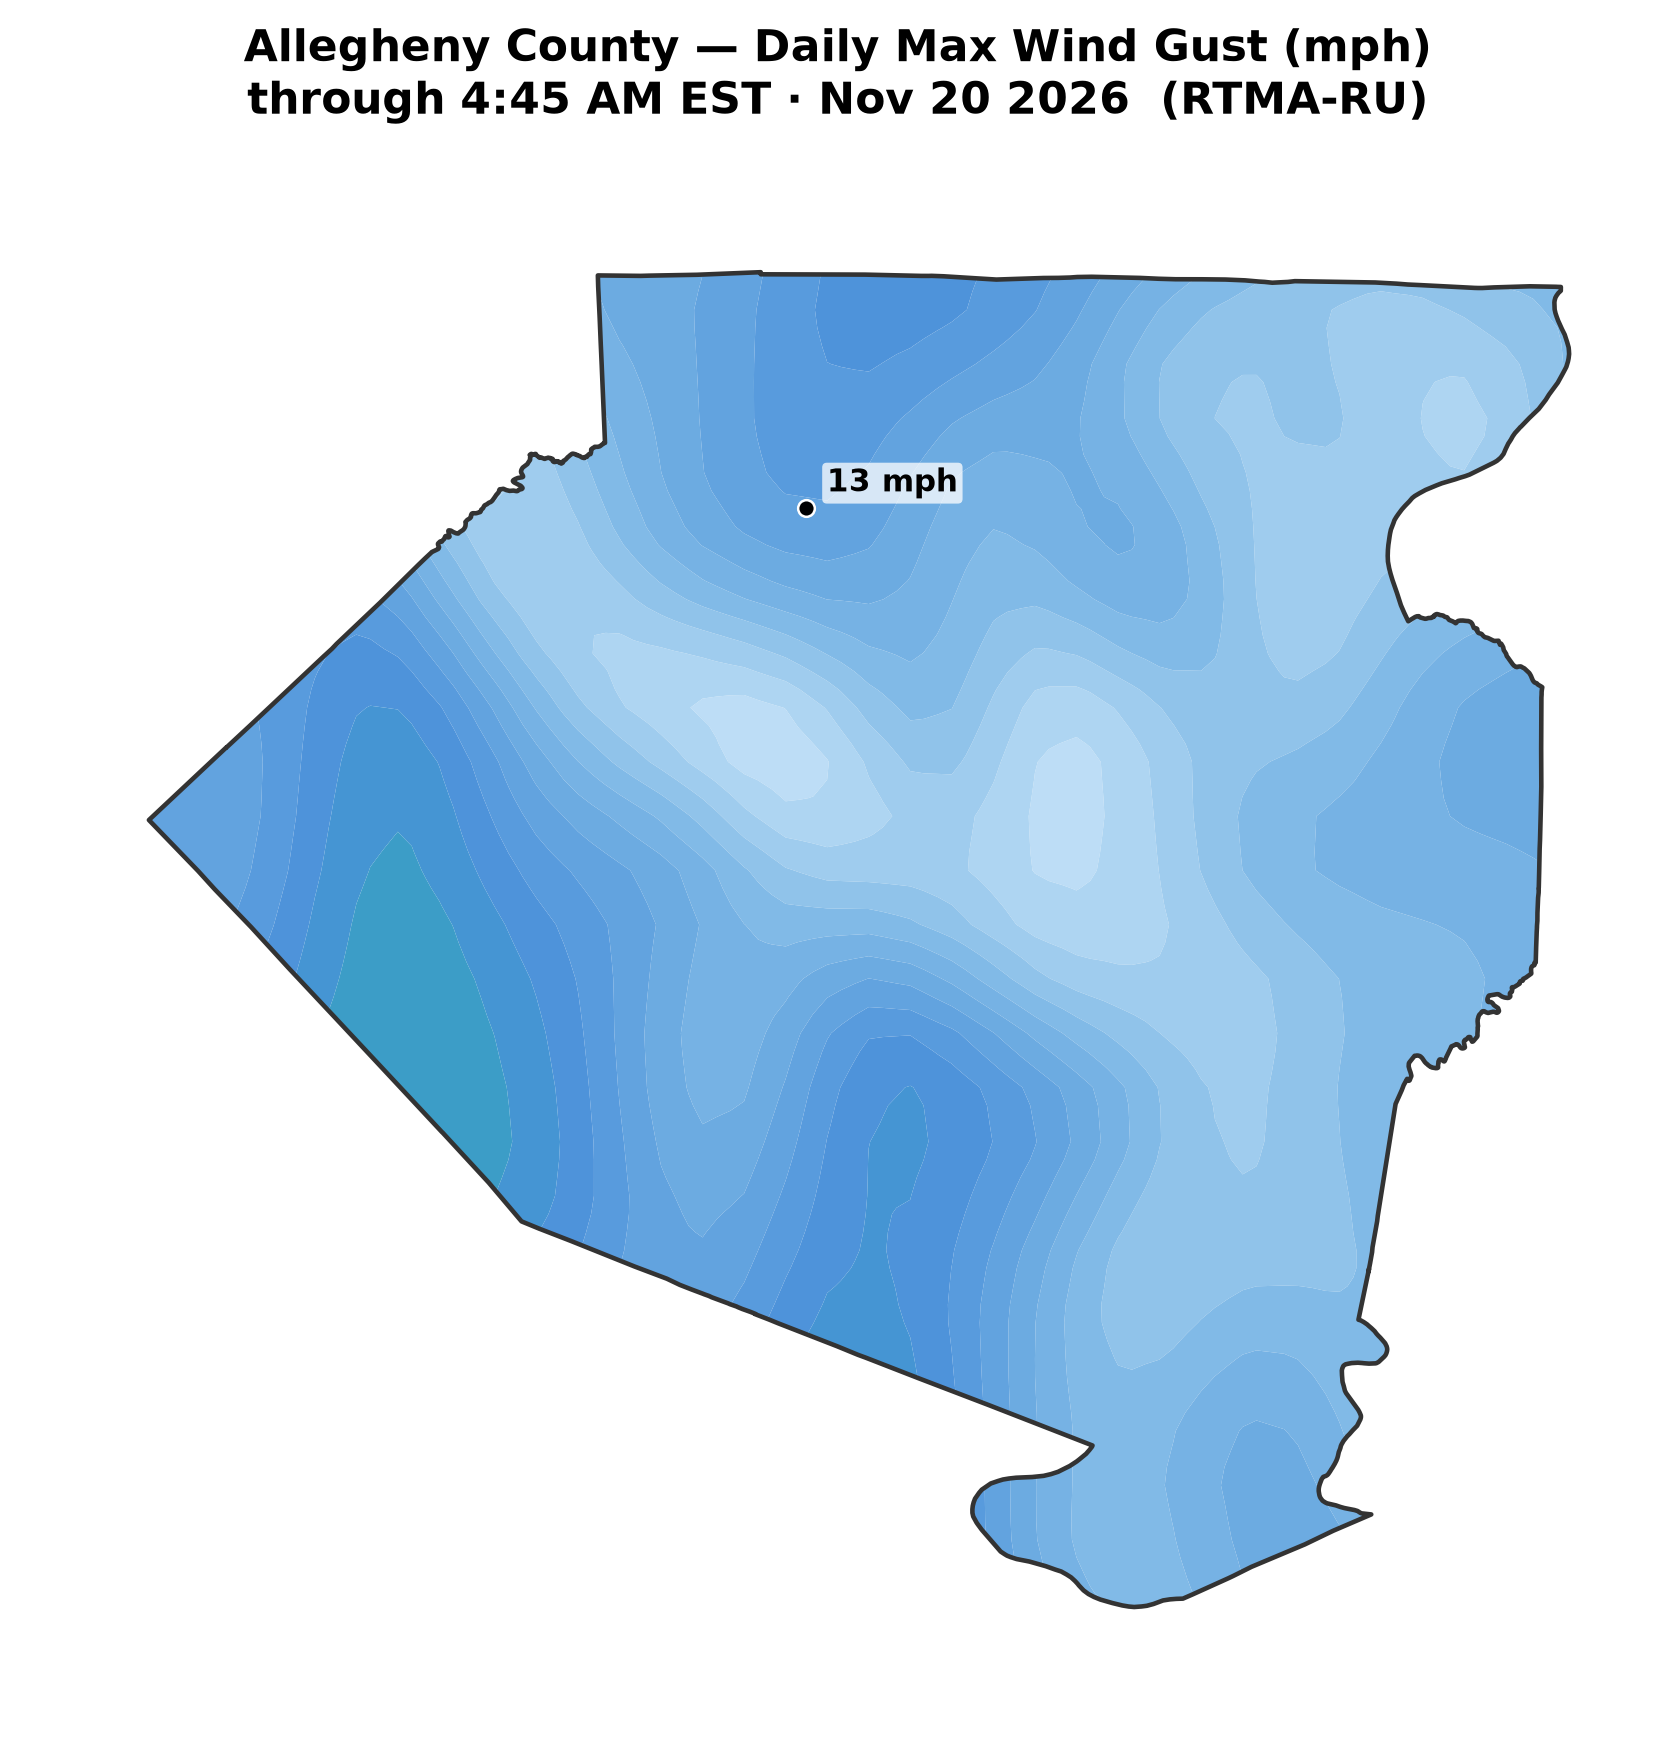 Allegheny County — Daily Max Wind Gust (mph)
through 4:45 AM EST · Nov 20 2026 (RTMA-RU)
13 mph